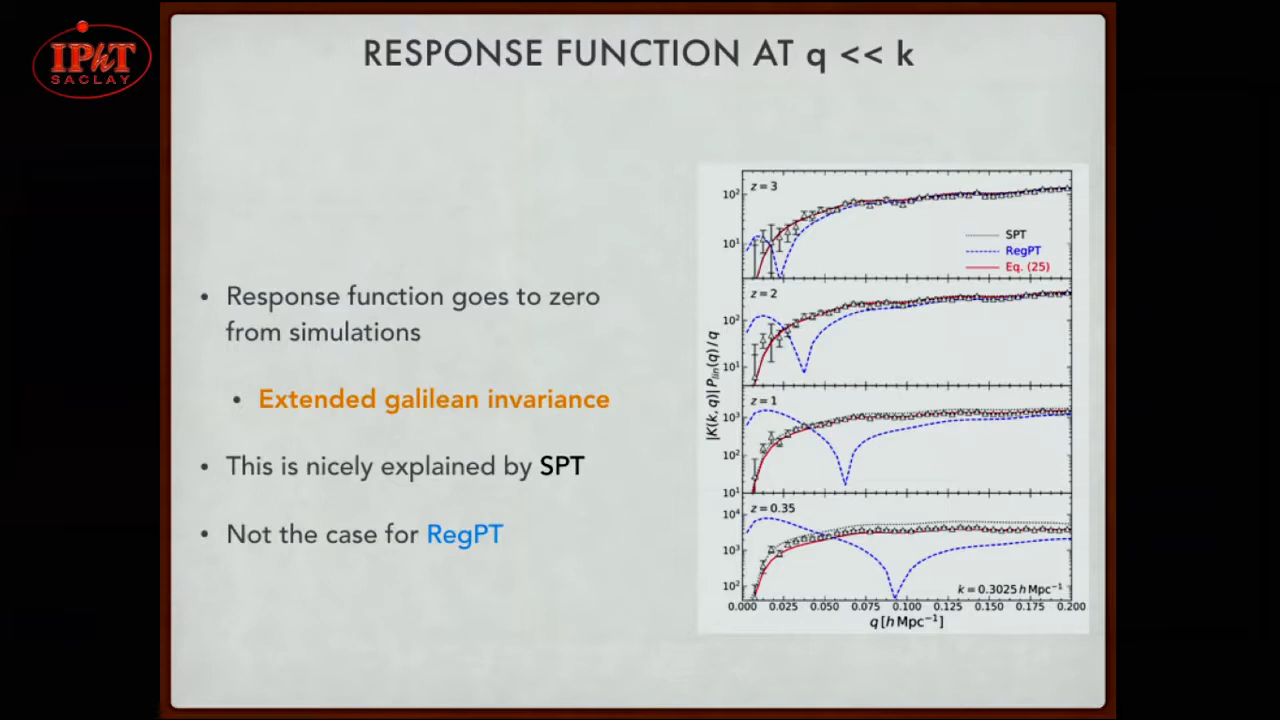 IPhT
SACLAY
RESPONSE FUNCTION AT q << k
• Response function goes to zero
from simulations
• Extended galilean invariance
• This is nicely explained by SPT
• Not the case for RegPT
z = 3
10²
10¹
SPT
RegPT
Eq. (25)
z = 2
10²
10¹
z = 1
10³
10²
10¹
z = 0.35
10⁴
10³
10²
k = 0.3025 h Mpc⁻¹
|K(k, q)| P_lin(q) / q
0.000 0.025 0.050 0.075 0.100 0.125 0.150 0.175 0.200
q [h Mpc⁻¹]